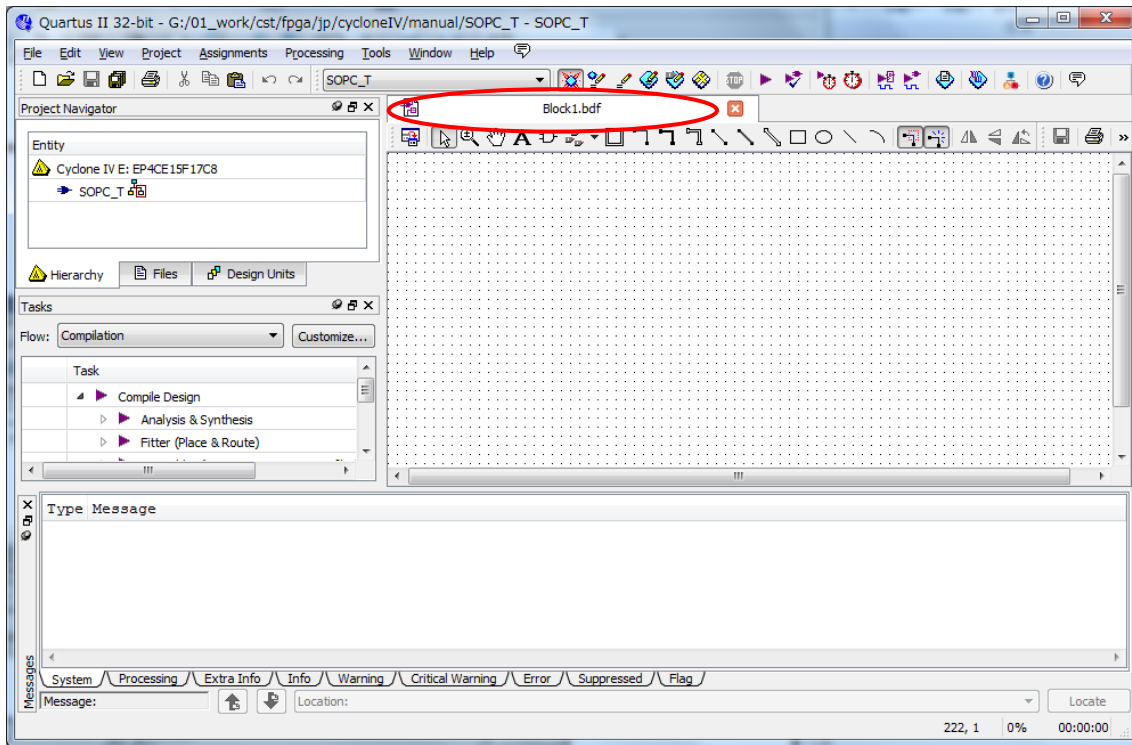 Quartus II 32-bit - G:/01_work/cst/fpga/jp/cycloneIV/manual/SOPC_T - SOPC_T
File Edit View Project Assignments Processing Tools Window Help
SOPC_T
Project Navigator
Block1.bdf
Entity
Cyclone IV E: EP4CE15F17C8
SOPC_T
Hierarchy Files Design Units
Tasks
Flow: Compilation Customize...
Task
Compile Design
Analysis & Synthesis
Fitter (Place & Route)
Type Message
Messages
System Processing Extra Info Info Warning Critical Warning Error Suppressed Flag
Message: Location: Locate
222, 1 0% 00:00:00